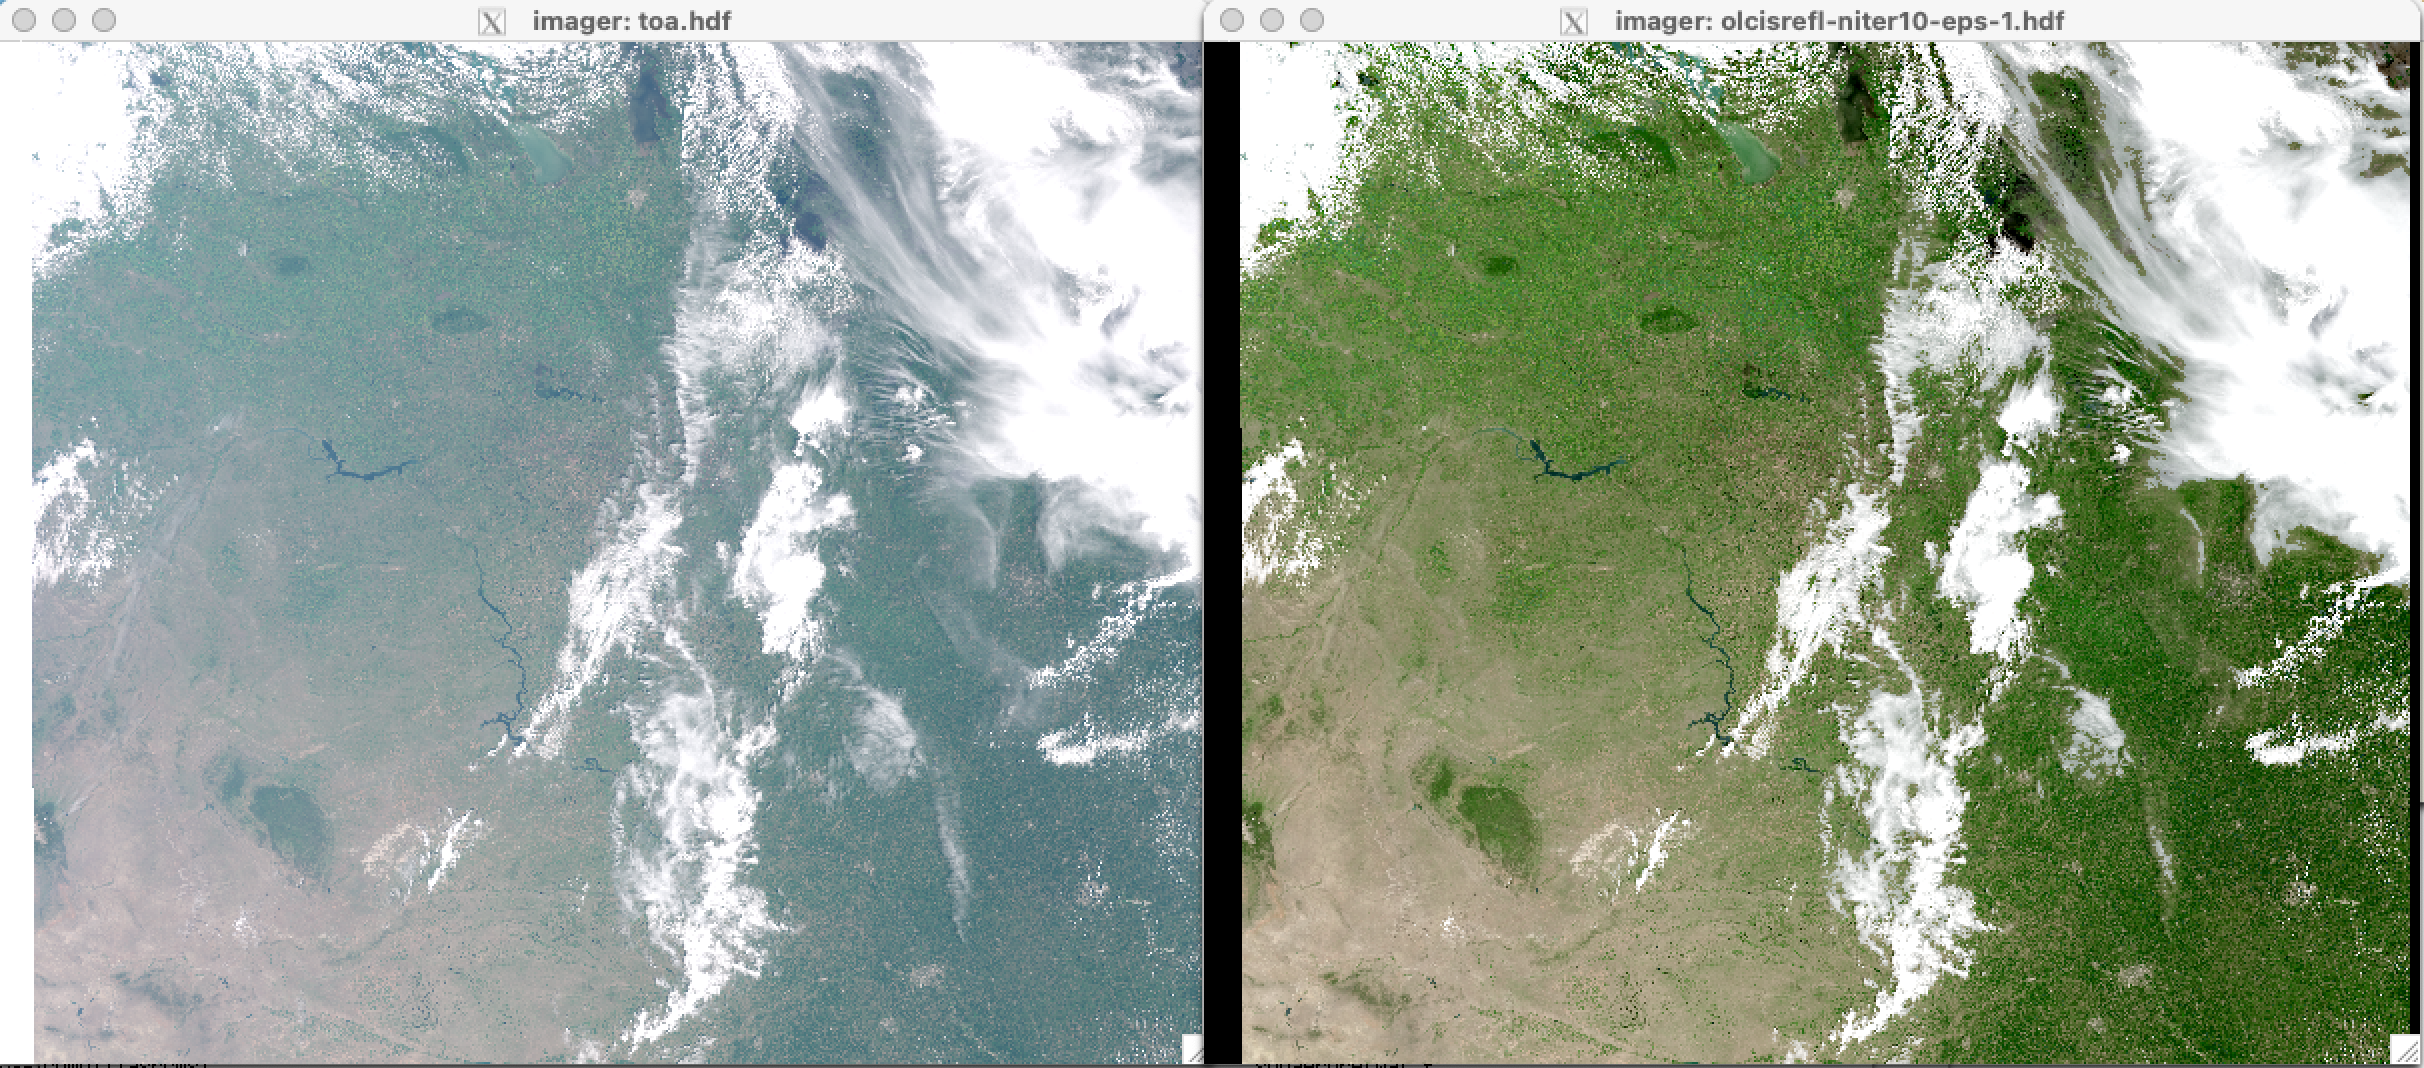 imager: toa.hdf
imager: olcisrefl-niter10-eps-1.hdf